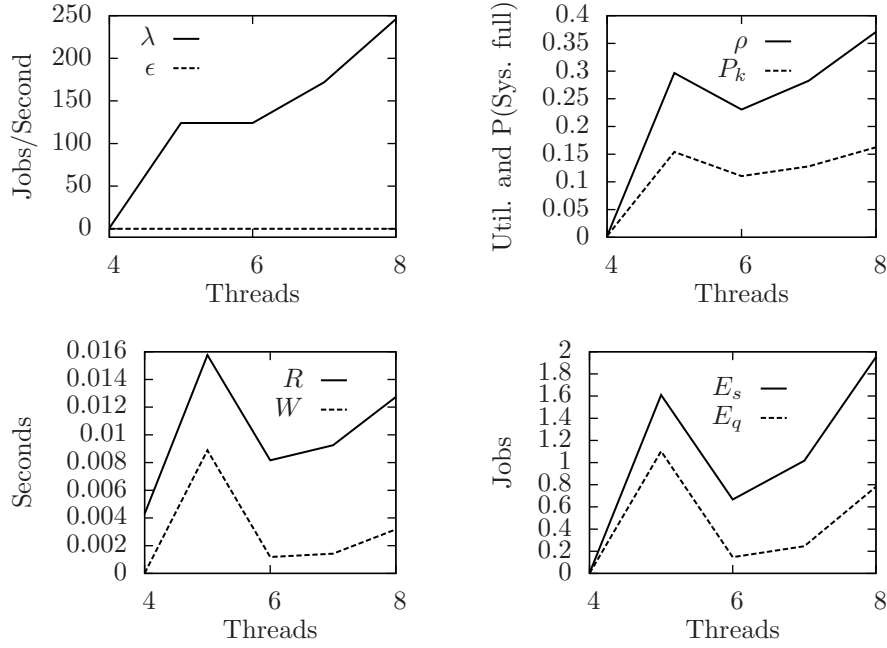 Jobs/Second
250
200
150
100
50
0
λ
ϵ
4
6
8
Threads
Util. and P(Sys. full)
0.4
0.35
0.3
0.25
0.2
0.15
0.1
0.05
0
ρ
P_k
4
6
8
Threads
Seconds
0.016
0.014
0.012
0.01
0.008
0.006
0.004
0.002
0
R
W
4
6
8
Threads
Jobs
2
1.8
1.6
1.4
1.2
1
0.8
0.6
0.4
0.2
0
E_s
E_q
4
6
8
Threads